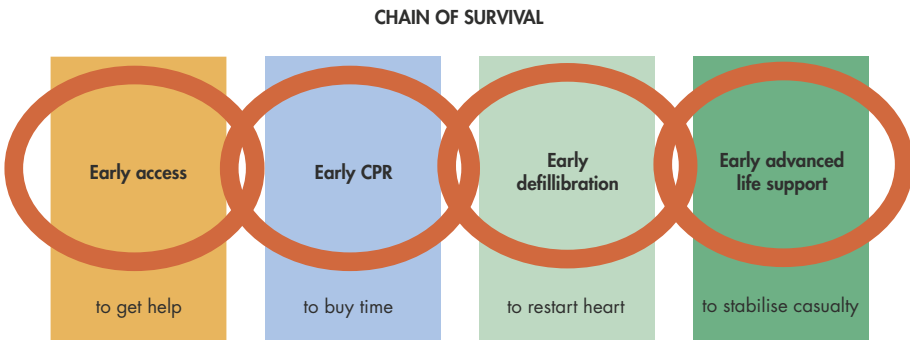 CHAIN OF SURVIVAL
Early access
Early CPR
Early
defillibration
Early advanced
life support
to get help
to buy time
to restart heart
to stabilise casualty